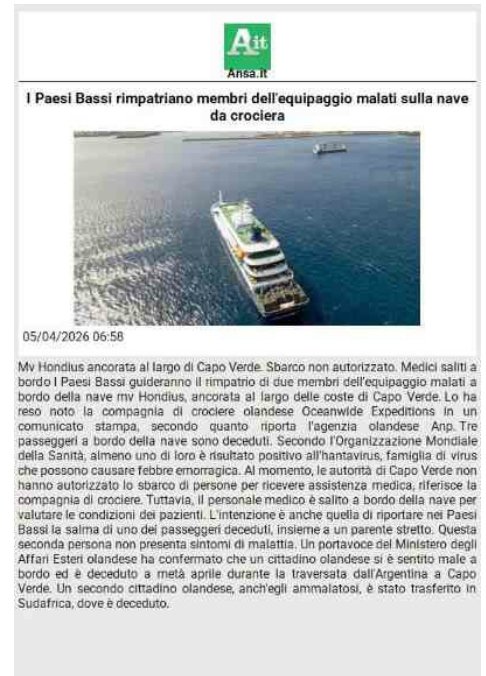 Ait
Ansa.it
I Paesi Bassi rimpatriano membri dell'equipaggio malati sulla nave
da crociera
05/04/2026 06:58
Mv Hondius ancorata al largo di Capo Verde. Sbarco non autorizzato. Medici saliti a
bordo I Paesi Bassi guideranno il rimpatrio di due membri dell'equipaggio malati a
bordo della nave mv Hondius, ancorata al largo delle coste di Capo Verde. Lo ha
reso noto la compagnia di crociere olandese Oceanwide Expeditions in un
comunicato stampa, secondo quanto riporta l'agenzia olandese Anp. Tre
passeggeri a bordo della nave sono deceduti. Secondo l'Organizzazione Mondiale
della Sanità, almeno uno di loro è risultato positivo all'hantavirus, famiglia di virus
che possono causare febbre emorragica. Al momento, le autorità di Capo Verde non
hanno autorizzato lo sbarco di persone per ricevere assistenza medica, riferisce la
compagnia di crociere. Tuttavia, il personale medico è salito a bordo della nave per
valutare le condizioni dei pazienti. L'intenzione è anche quella di riportare nei Paesi
Bassi la salma di uno dei passeggeri deceduti, insieme a un parente stretto. Questa
seconda persona non presenta sintomi di malattia. Un portavoce del Ministero degli
Affari Esteri olandese ha confermato che un cittadino olandese si è sentito male a
bordo ed è deceduto a metà aprile durante la traversata dall'Argentina a Capo
Verde. Un secondo cittadino olandese, anch'egli ammalatosi, è stato trasferito in
Sudafrica, dove è deceduto.